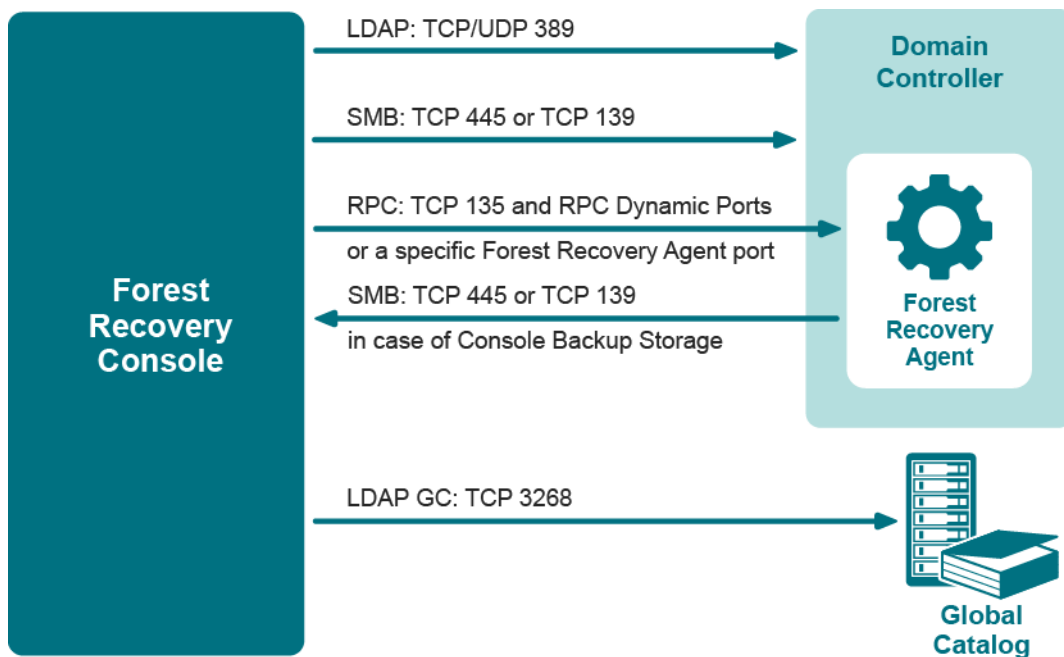 LDAP: TCP/UDP 389
Domain
Controller
SMB: TCP 445 or TCP 139
RPC: TCP 135 and RPC Dynamic Ports
or a specific Forest Recovery Agent port
Forest
Recovery
Console
SMB: TCP 445 or TCP 139
in case of Console Backup Storage
Forest
Recovery
Agent
LDAP GC: TCP 3268
Global
Catalog